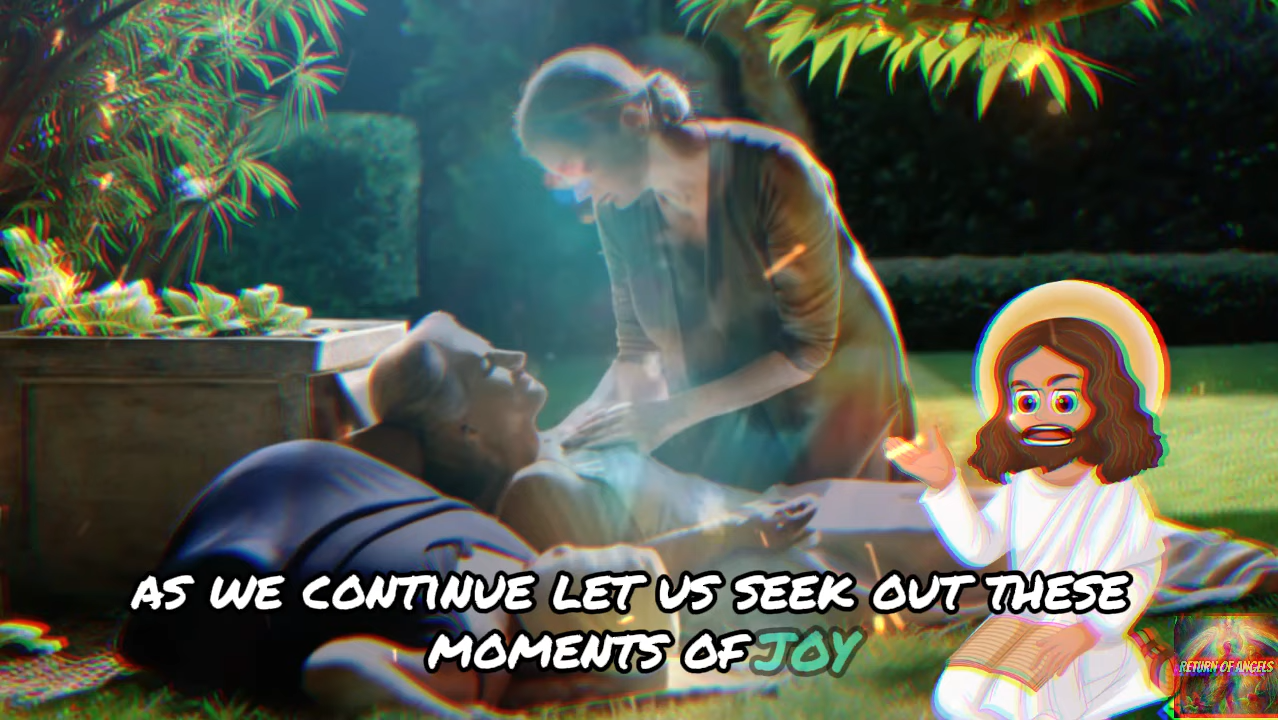 AS WE CONTINUE LET US SEEK OUT THESE
MOMENTS OF JOY
RETURN OF ANGELS